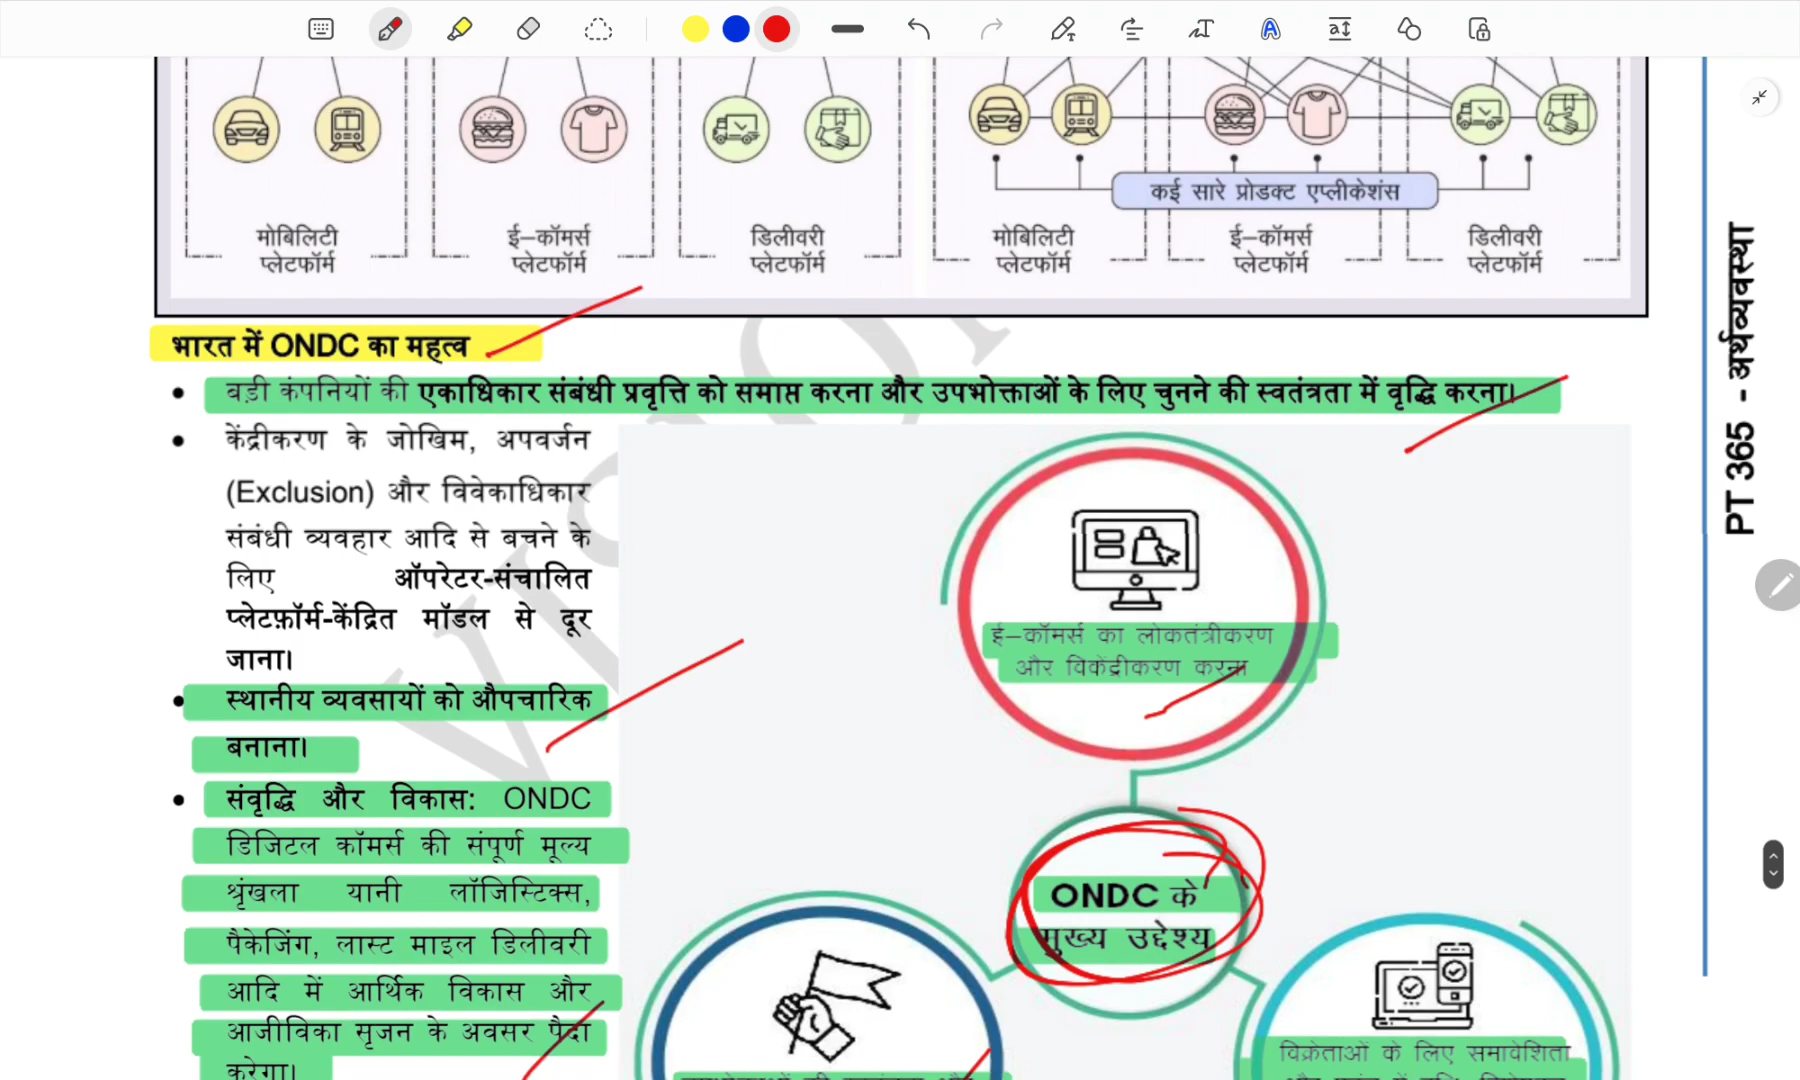 मोबिलिटी
प्लेटफॉर्म
ई–कॉमर्स
प्लेटफॉर्म
डिलीवरी
प्लेटफॉर्म
कई सारे प्रोडक्ट एप्लीकेशंस
मोबिलिटी
प्लेटफॉर्म
ई–कॉमर्स
प्लेटफॉर्म
डिलीवरी
प्लेटफॉर्म
भारत में ONDC का महत्व
• बड़ी कंपनियों की एकाधिकार संबंधी प्रवृत्ति को समाप्त करना और उपभोक्ताओं के लिए चुनने की स्वतंत्रता में वृद्धि करना।
• केंद्रीकरण के जोखिम, अपवर्जन
(Exclusion) और विवेकाधिकार
संबंधी व्यवहार आदि से बचने के
लिए ऑपरेटर-संचालित
प्लेटफ़ॉर्म-केंद्रित मॉडल से दूर
जाना।
• स्थानीय व्यवसायों को औपचारिक
बनाना।
• संवृद्धि और विकास: ONDC
डिजिटल कॉमर्स की संपूर्ण मूल्य
श्रृंखला यानी लॉजिस्टिक्स,
पैकेजिंग, लास्ट माइल डिलीवरी
आदि में आर्थिक विकास और
आजीविका सृजन के अवसर पैदा
करेगा।
ई–कॉमर्स का लोकतंत्रीकरण
और विकेंद्रीकरण करना
ONDC के
मुख्य उद्देश्य
विक्रेताओं के लिए समावेशिता
PT 365 - अर्थव्यवस्था